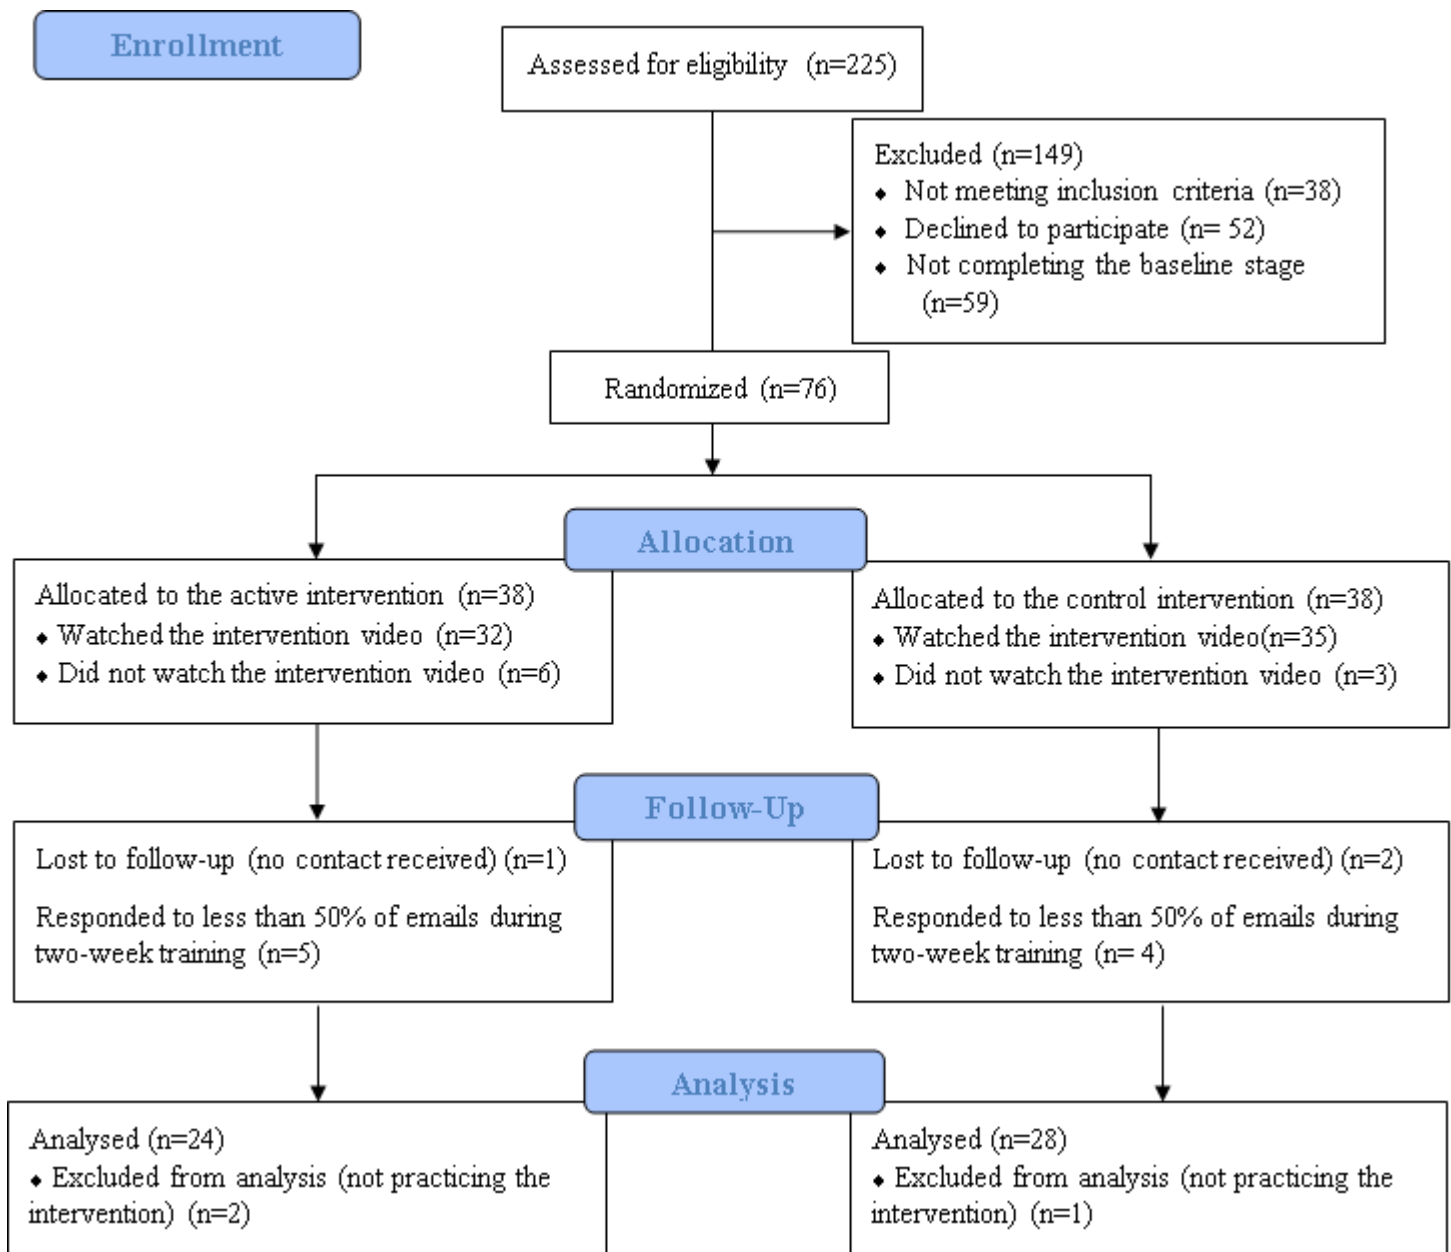 Enrollment
Assessed for eligibility (n=225)
Excluded (n=149)
♦ Not meeting inclusion criteria (n=38)
♦ Declined to participate (n= 52)
♦ Not completing the baseline stage
(n=59)
Randomized (n=76)
Allocation
Allocated to the active intervention (n=38)
♦ Watched the intervention video (n=32)
♦ Did not watch the intervention video (n=6)
Allocated to the control intervention (n=38)
♦ Watched the intervention video(n=35)
♦ Did not watch the intervention video (n=3)
Follow-Up
Lost to follow-up (no contact received) (n=1)
Responded to less than 50% of emails during
two-week training (n=5)
Lost to follow-up (no contact received) (n=2)
Responded to less than 50% of emails during
two-week training (n= 4)
Analysis
Analysed (n=24)
♦ Excluded from analysis (not practicing the
intervention) (n=2)
Analysed (n=28)
♦ Excluded from analysis (not practicing the
intervention) (n=1)